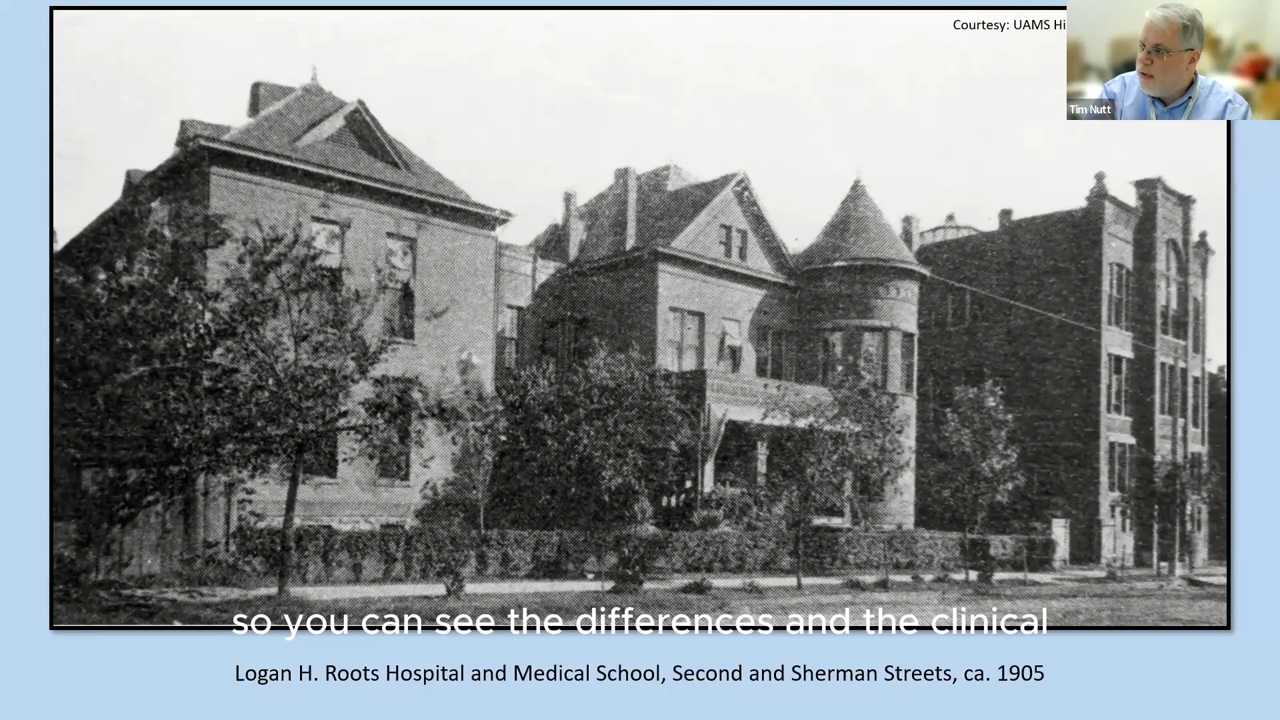 Courtesy: UAMS Hi
Tim Nutt
so you can see the differences and the clinical
Logan H. Roots Hospital and Medical School, Second and Sherman Streets, ca. 1905